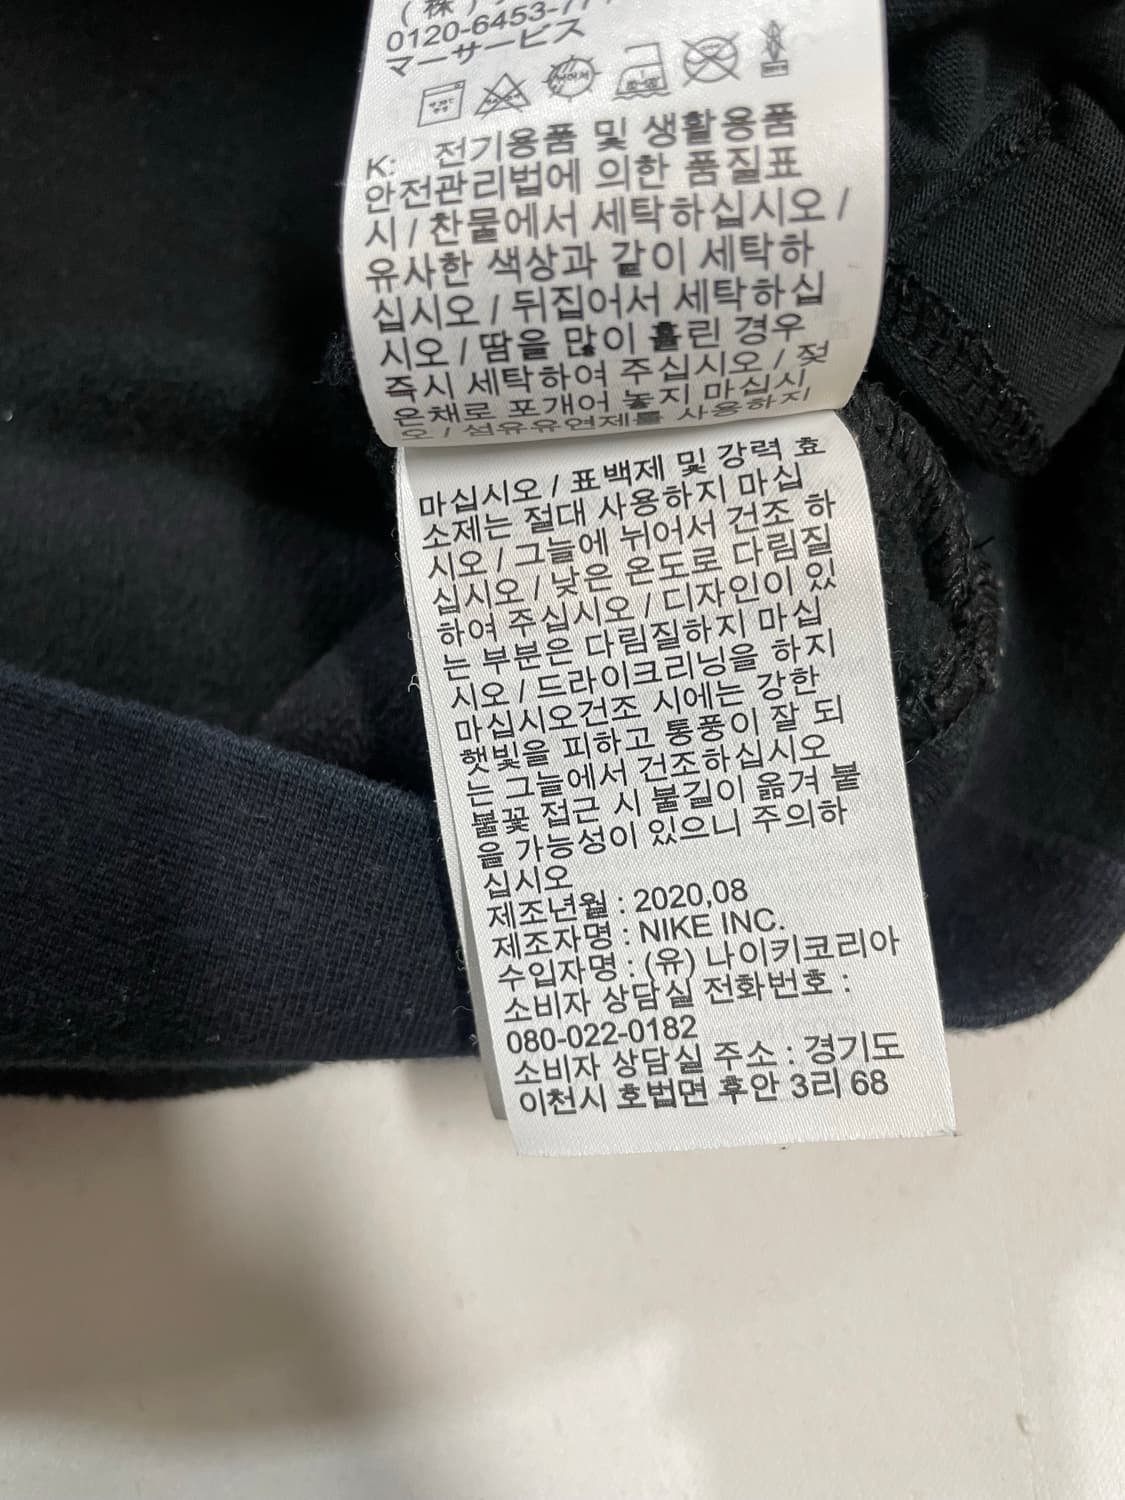 (株)
0120-6453-77
マーサービス
K: 전기용품 및 생활용품
안전관리법에 의한 품질표
시 / 찬물에서 세탁하십시오 /
유사한 색상과 같이 세탁하
십시오 / 뒤집어서 세탁하십
시오 / 땀을 많이 흘린 경우
즉시 세탁하여 주십시오 / 젖
은채로 포개어 놓지 마십시
오 / 섬유유연제를 사용하지
마십시오 / 표백제 및 강력 효
소제는 절대 사용하지 마십
시오 / 그늘에 뉘어서 건조 하
십시오 / 낮은 온도로 다림질
하여 주십시오 / 디자인이 있
는 부분은 다림질하지 마십
시오 / 드라이크리닝을 하지
마십시오건조 시에는 강한
햇빛을 피하고 통풍이 잘 되
는 그늘에서 건조하십시오
불꽃 접근 시 불길이 옮겨 붙
을 가능성이 있으니 주의하
십시오
제조년월 : 2020,08
제조자명 : NIKE INC.
수입자명 : (유) 나이키코리아
소비자 상담실 전화번호 :
080-022-0182
소비자 상담실 주소 : 경기도
이천시 호법면 후안 3리 68